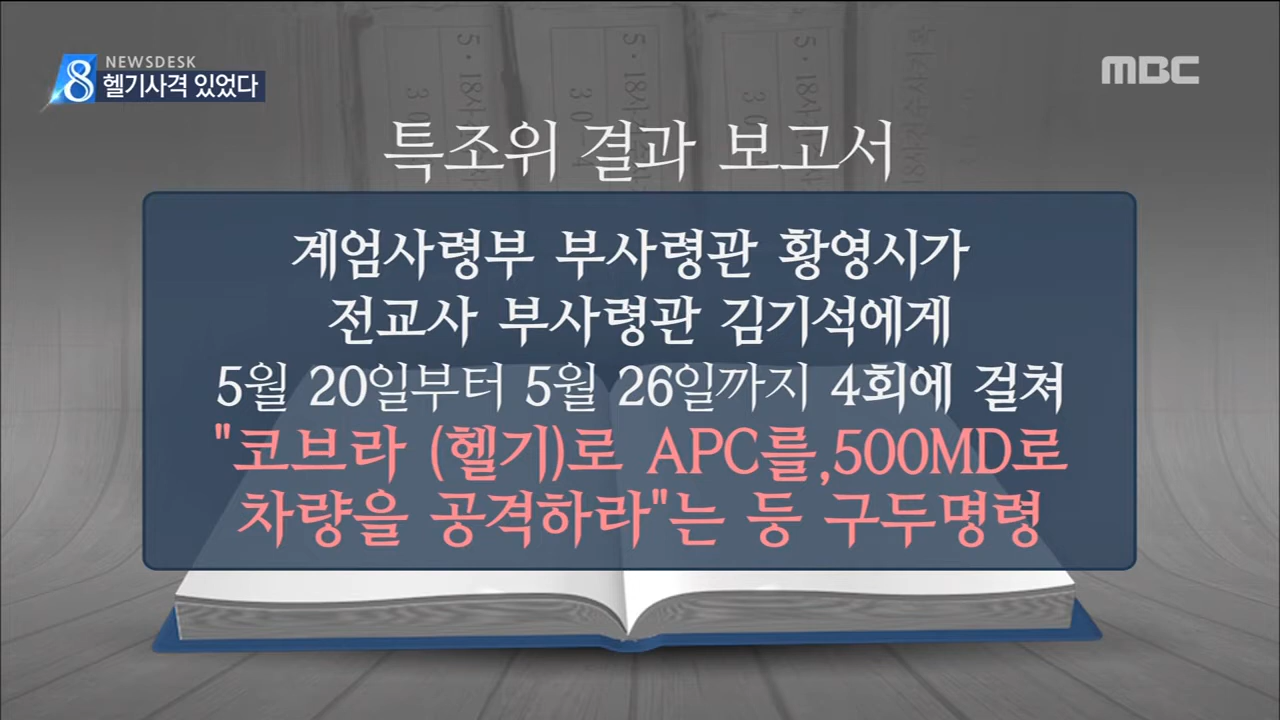 NEWSDESK
8 헬기사격 있었다
MBC
특조위 결과 보고서
계엄사령부 부사령관 황영시가
전교사 부사령관 김기석에게
5월 20일부터 5월 26일까지 4회에 걸쳐
"코브라 (헬기)로 APC를,500MD로
차량을 공격하라"는 등 구두명령